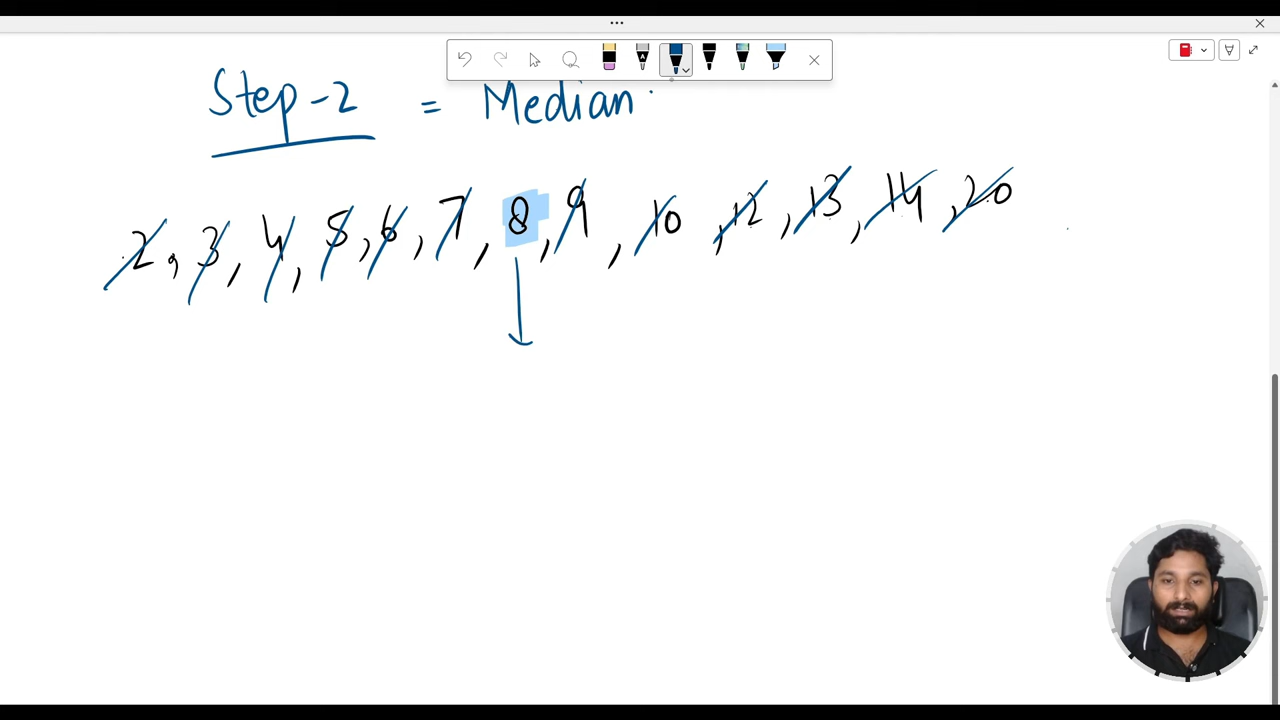 Step-2 = Median
2, 3, 4, 5, 6, 7, 8, 9, 10, 12, 13, 14, 20